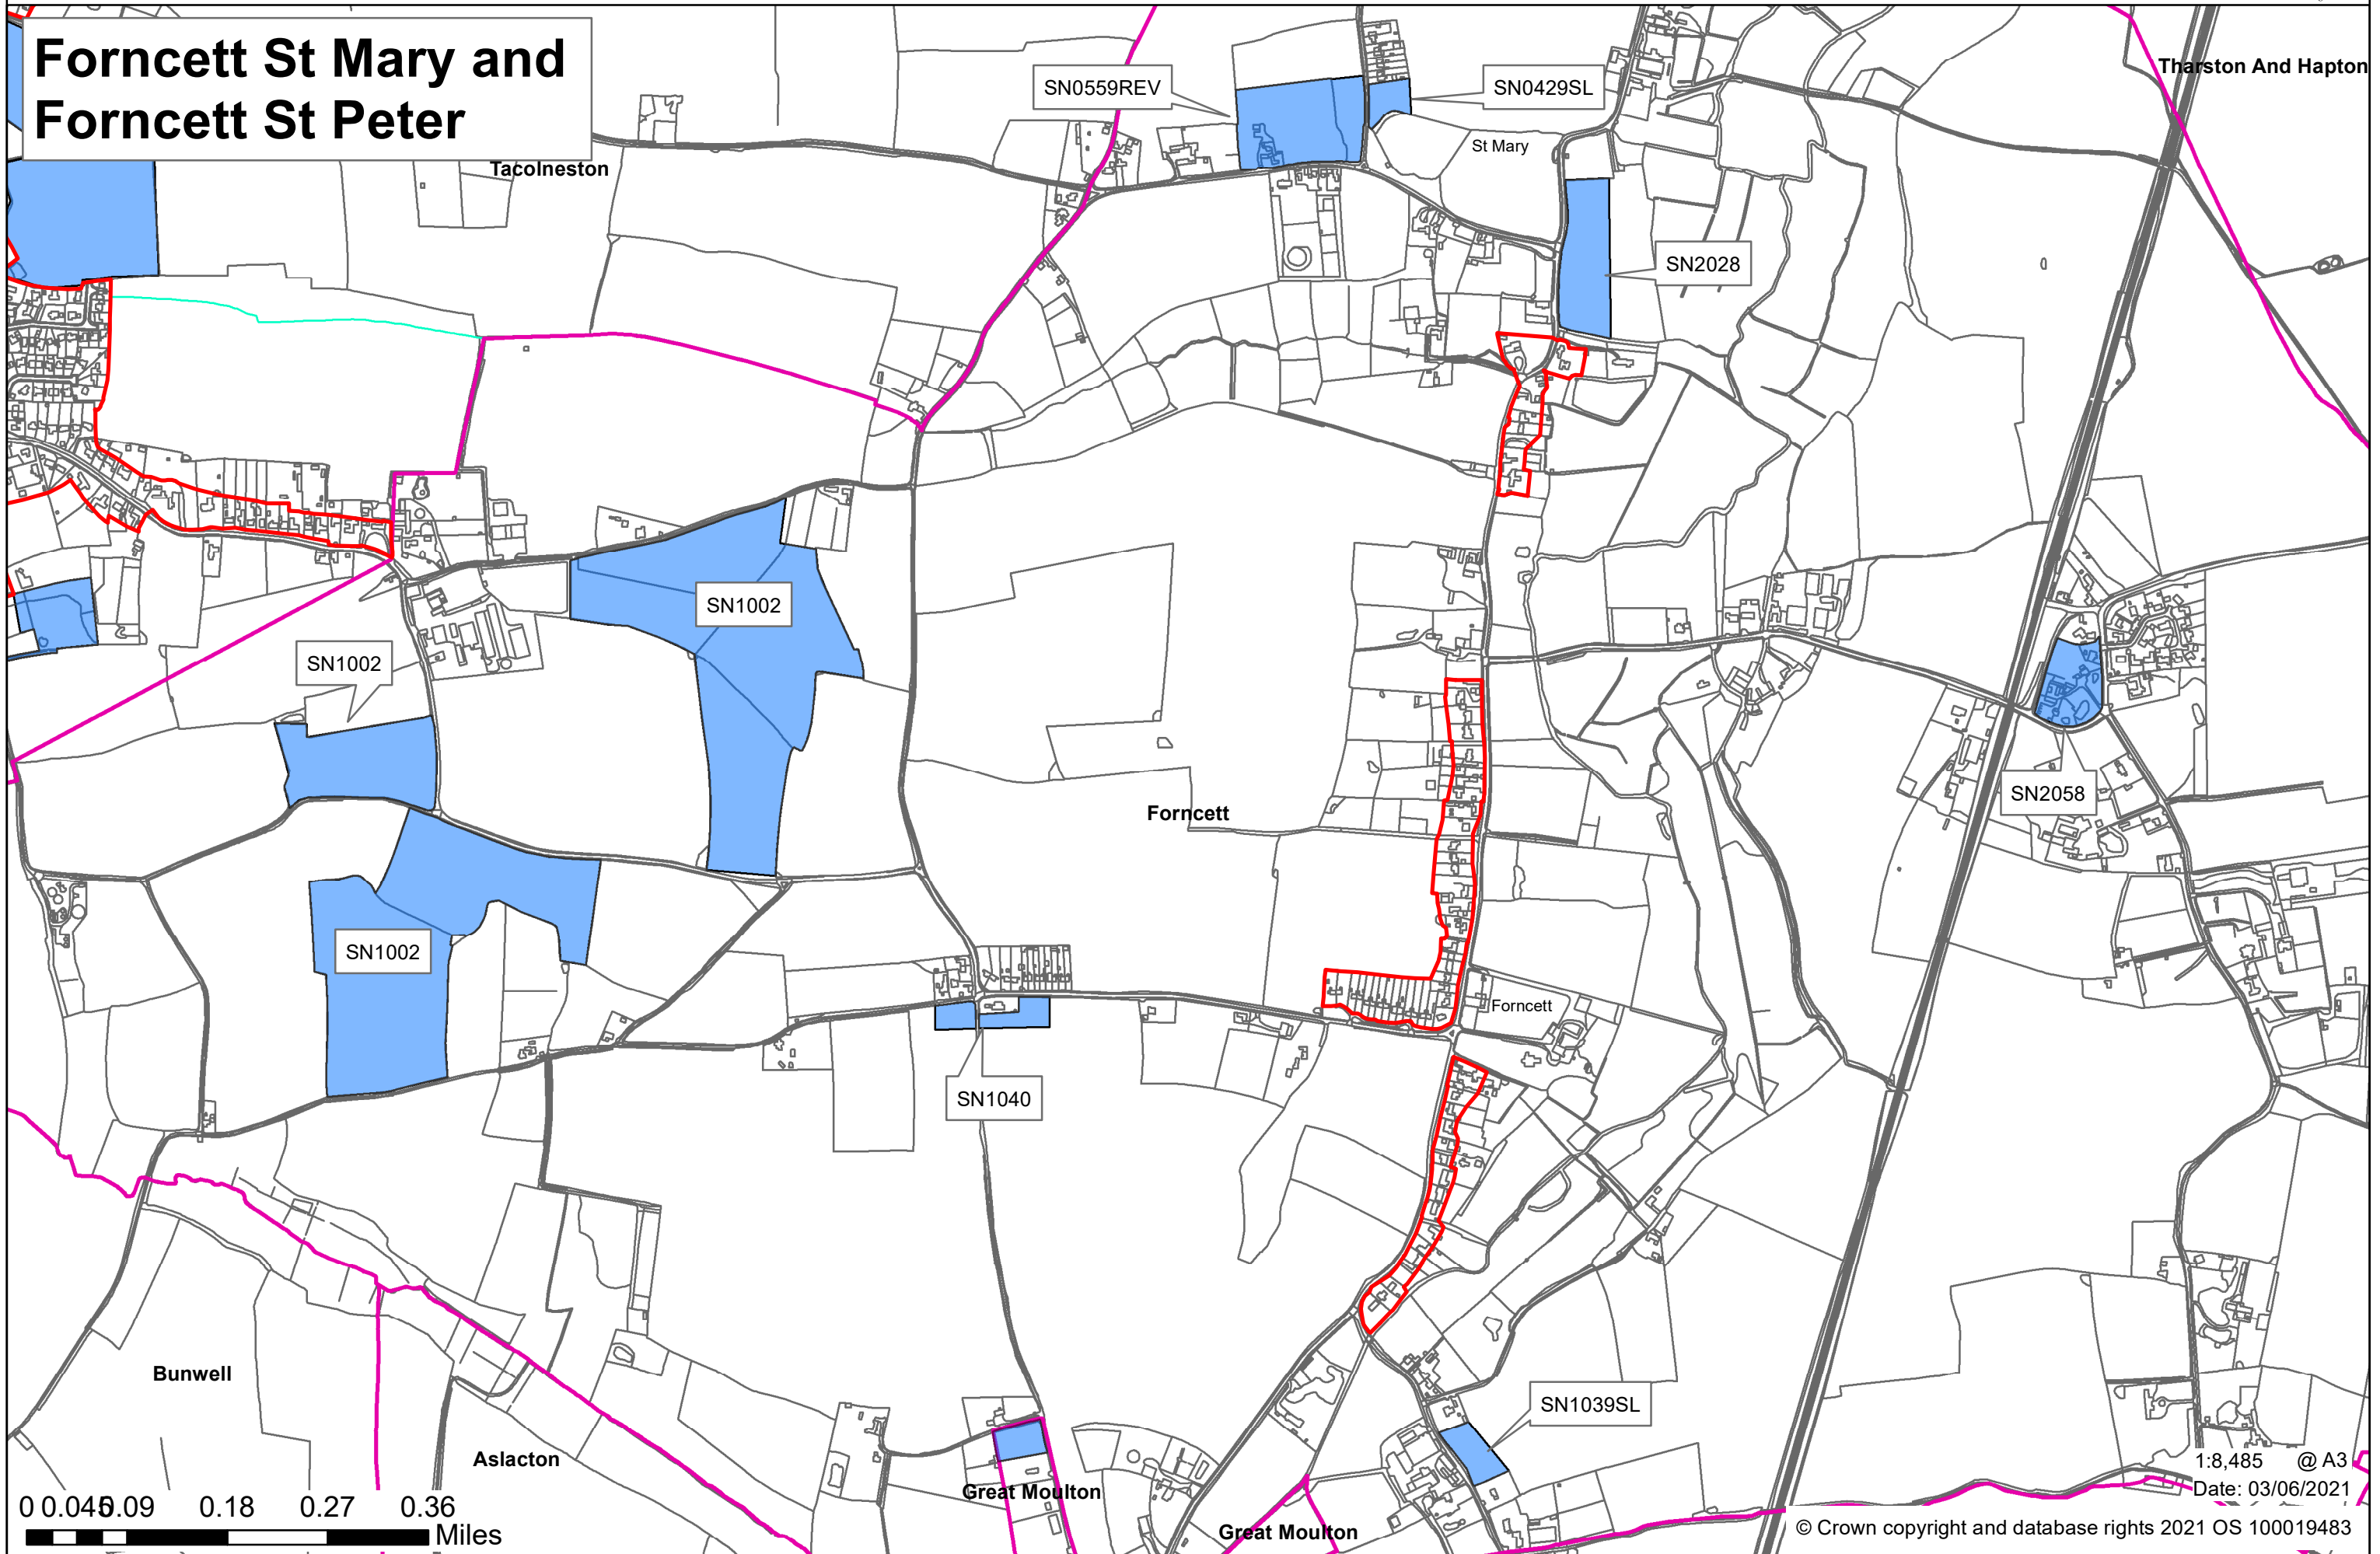 Forncett St Mary and
Forncett St Peter
Tharston And Hapton
SN0559REV
SN0429SL
St Mary
Tacolneston
SN2028
SN1002
SN1002
SN2058
Forncett
SN1002
Forncett
SN1040
Bunwell
SN1039SL
Aslacton
Great Moulton
Great Moulton
1:8,485 @ A3
Date: 03/06/2021
0 0.045 0.09 0.18 0.27 0.36
Miles
© Crown copyright and database rights 2021 OS 100019483